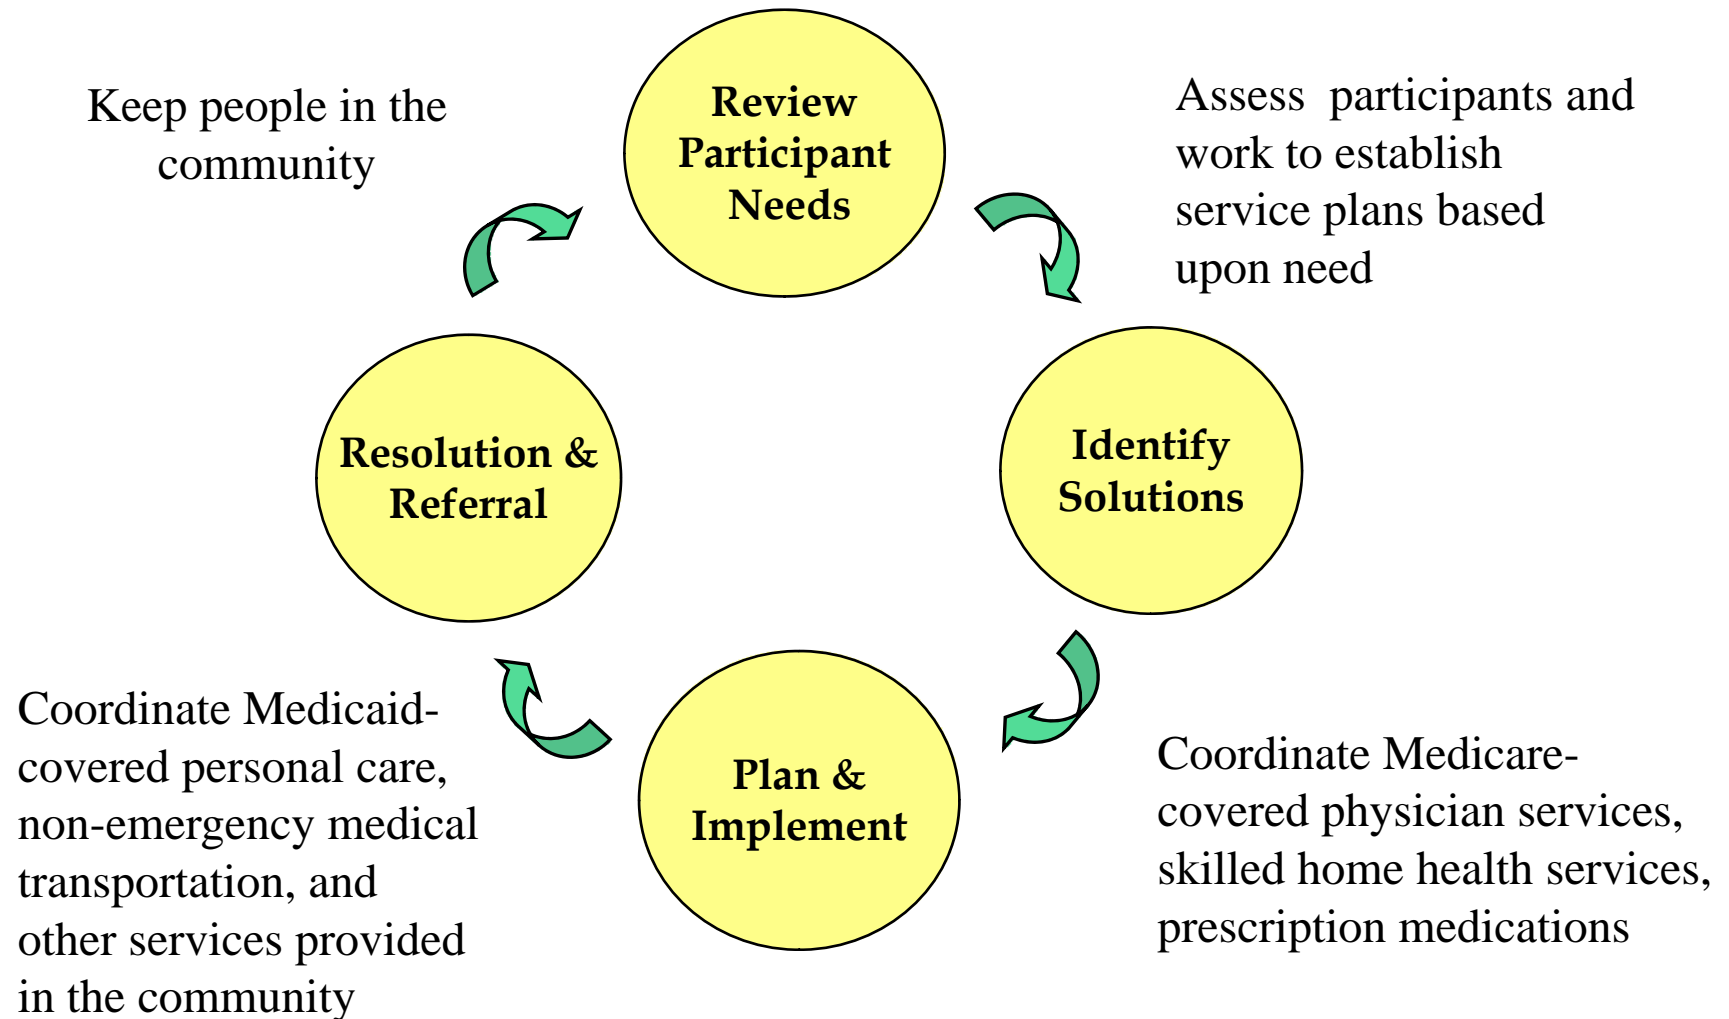 Keep people in the
community
Review
Participant
Needs
Assess participants and
work to establish
service plans based
upon need
Resolution &
Referral
Identify
Solutions
Coordinate Medicaid-
covered personal care,
non-emergency medical
transportation, and
other services provided
in the community
Plan &
Implement
Coordinate Medicare-
covered physician services,
skilled home health services,
prescription medications